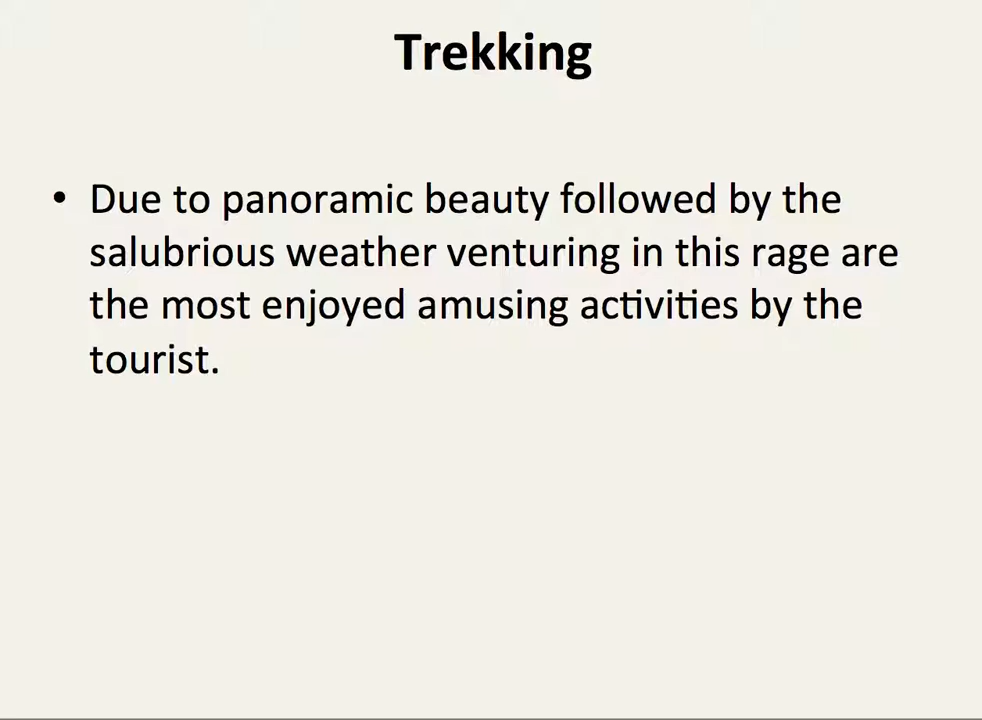 Trekking
• Due to panoramic beauty followed by the
salubrious weather venturing in this rage are
the most enjoyed amusing activities by the
tourist.